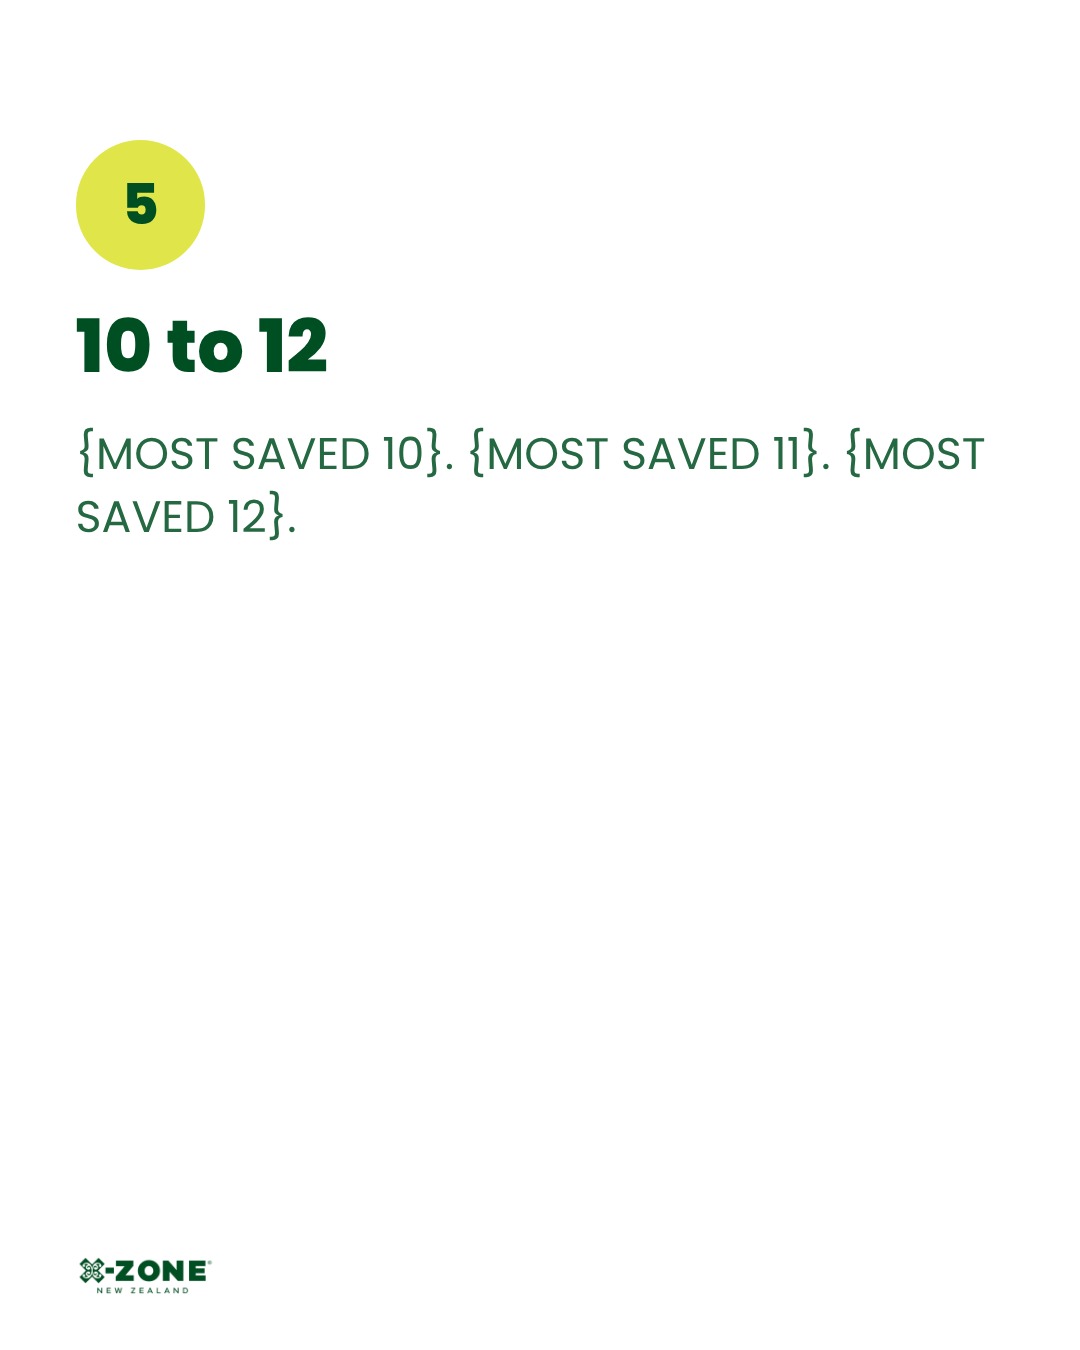 5
10 to 12
{MOST SAVED 10}. {MOST SAVED 11}. {MOST
SAVED 12}.
X-ZONE®
NEW ZEALAND